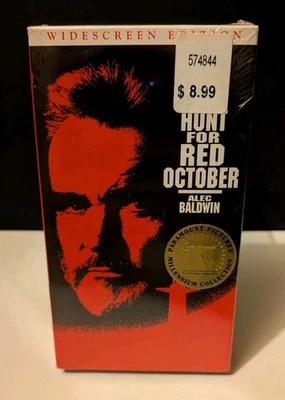 WIDESCREEN EDITION
574844
$ 8.99
HUNT
FOR
RED
OCTOBER
ALEC
BALDWIN
PARAMOUNT PICTURES
MILLENNIUM COLLECTION